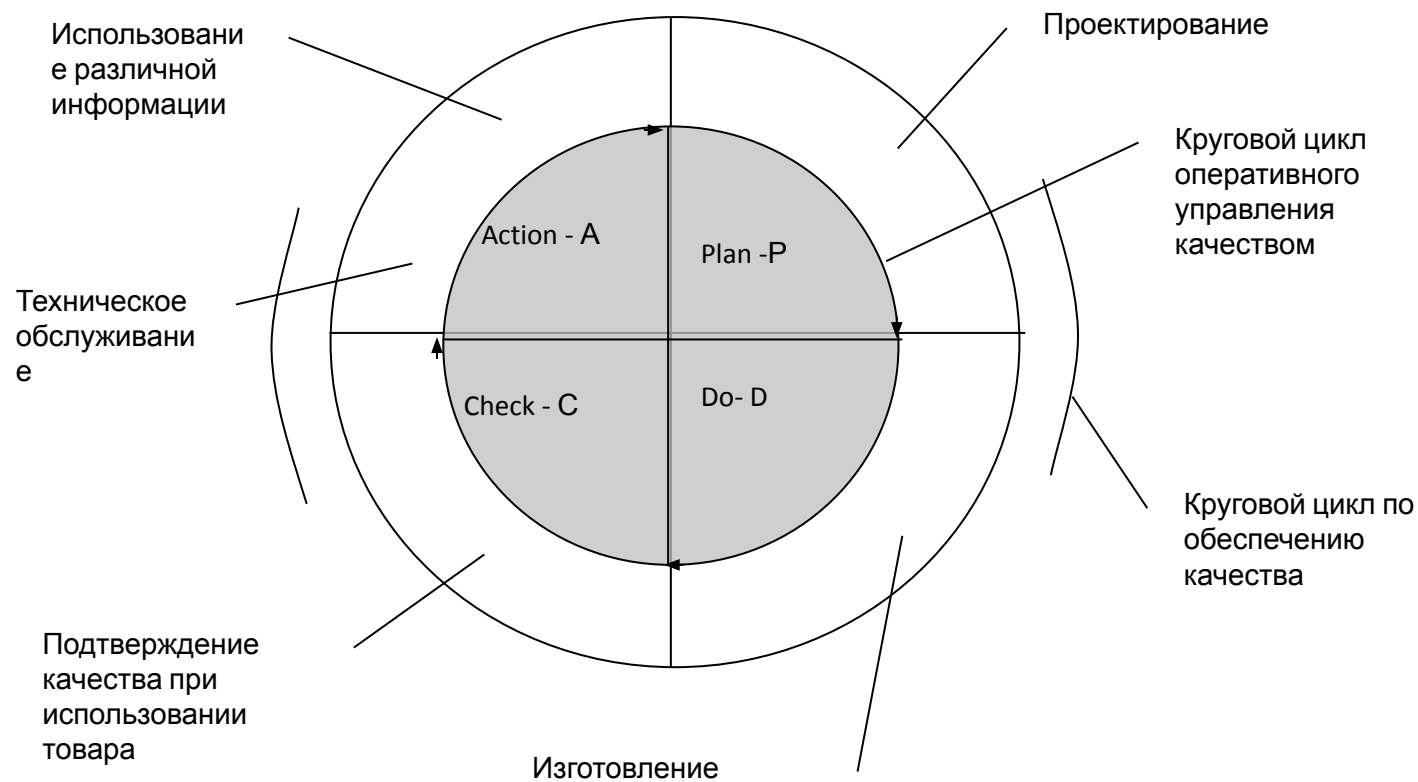 Использовани
е различной
информации
Проектирование
Круговой цикл
оперативного
управления
качеством
Action - A
Plan -P
Техническое
обслуживани
е
Check - C
Do- D
Круговой цикл по
обеспечению
качества
Подтверждение
качества при
использовании
товара
Изготовление